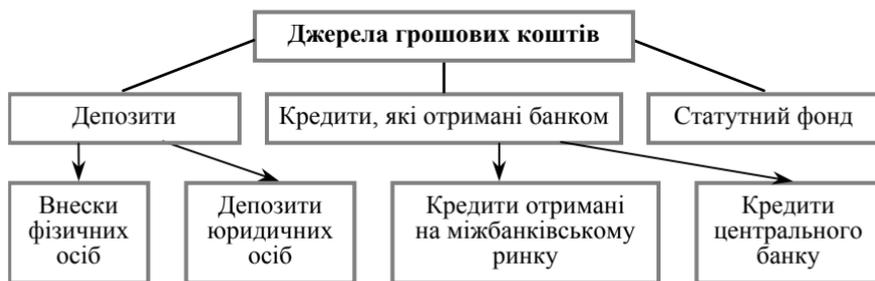 Джерела грошових коштів
Депозити
Кредити, які отримані банком
Статутний фонд
Внески
фізичних
осіб
Депозити
юридичних
осіб
Кредити отримані
на міжбанківському
ринку
Кредити
центрального
банку